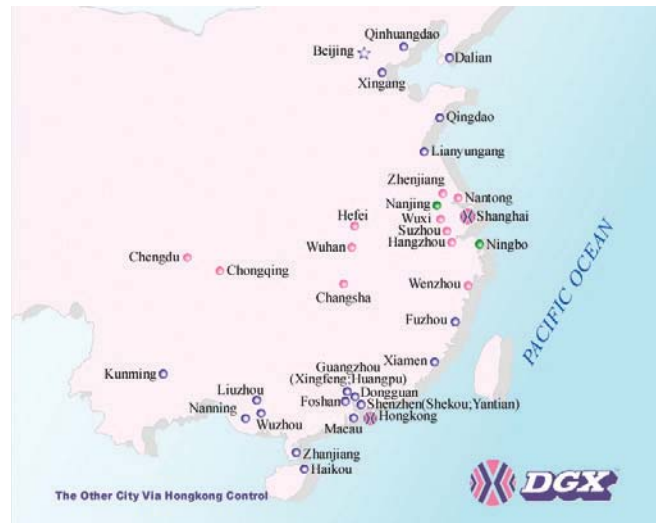 Qinhuangdao
Beijing
Dalian
Xingang
Qingdao
Lianyungang
Zhenjiang
Nantong
Nanjing
Hefei
Wuxi
Shanghai
Suzhou
Wuhan
Hangzhou
Ningbo
Chengdu
Chongqing
Changsha
Wenzhou
PACIFIC OCEAN
Fuzhou
Xiamen
Kunming
Guangzhou
(Xingfeng;Huangpu)
Liuzhou
Dongguan
Foshan
Shenzhen(Shekou;Yantian)
Nanning
Wuzhou
Hongkong
Macau
Zhanjiang
Haikou
The Other City Via Hongkong Control
DGX